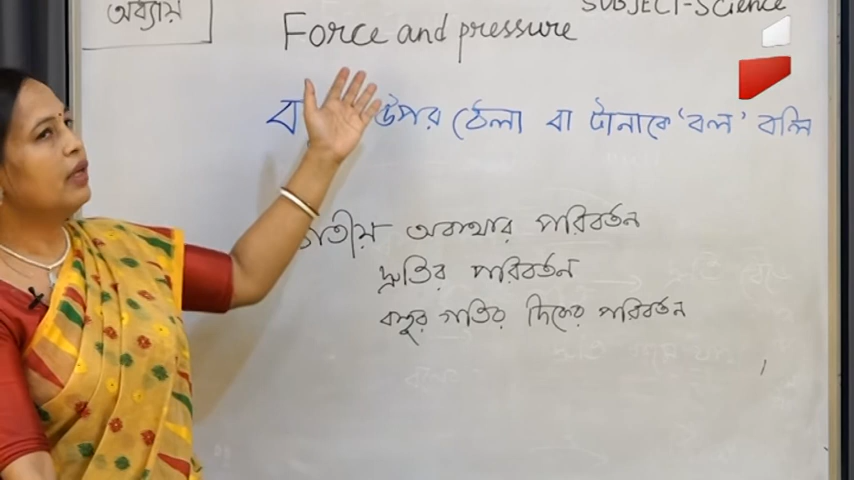 অধ্যায়
SUBJECT-Science
Force and pressure
উপর ঠেলা বা টানাকে 'বল' বলি
গতীয় অবস্থার পরিবর্তন
দ্রুতির পরিবর্তন
বস্তুর গতির দিকের পরিবর্তন